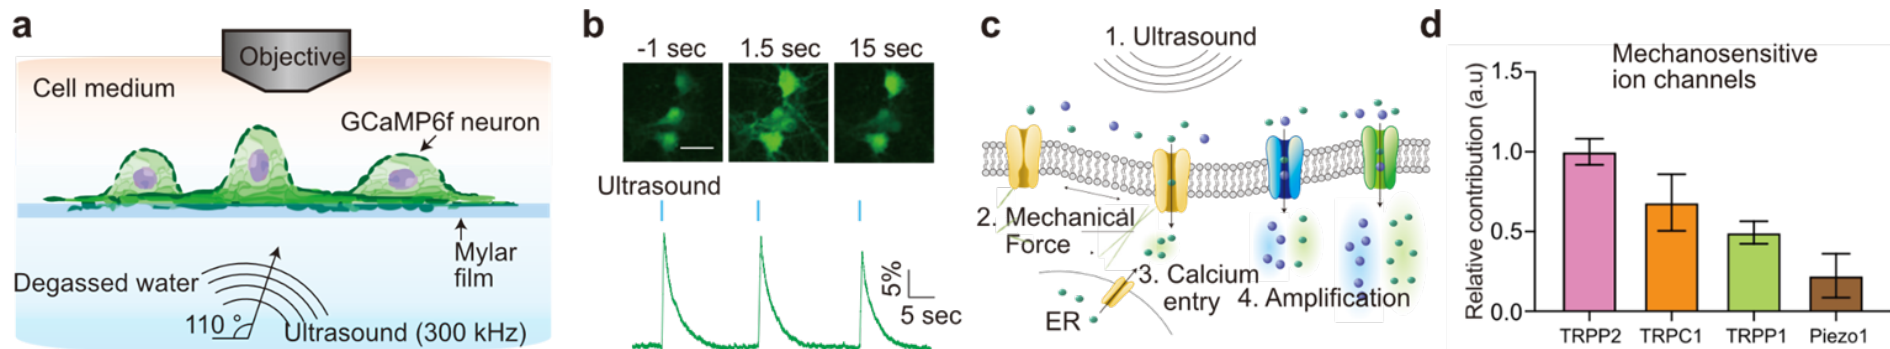 a
Objective
Cell medium
GCaMP6f neuron
Mylar
film
Degassed water
110 °
Ultrasound (300 kHz)
b
-1 sec
1.5 sec
15 sec
Ultrasound
5%
5 sec
c
1. Ultrasound
2. Mechanical
Force
3. Calcium
entry
4. Amplification
ER
d
Mechanosensitive
ion channels
Relative contribution (a.u)
1.5
1.0
0.5
0.0
TRPP2
TRPC1
TRPP1
Piezo1